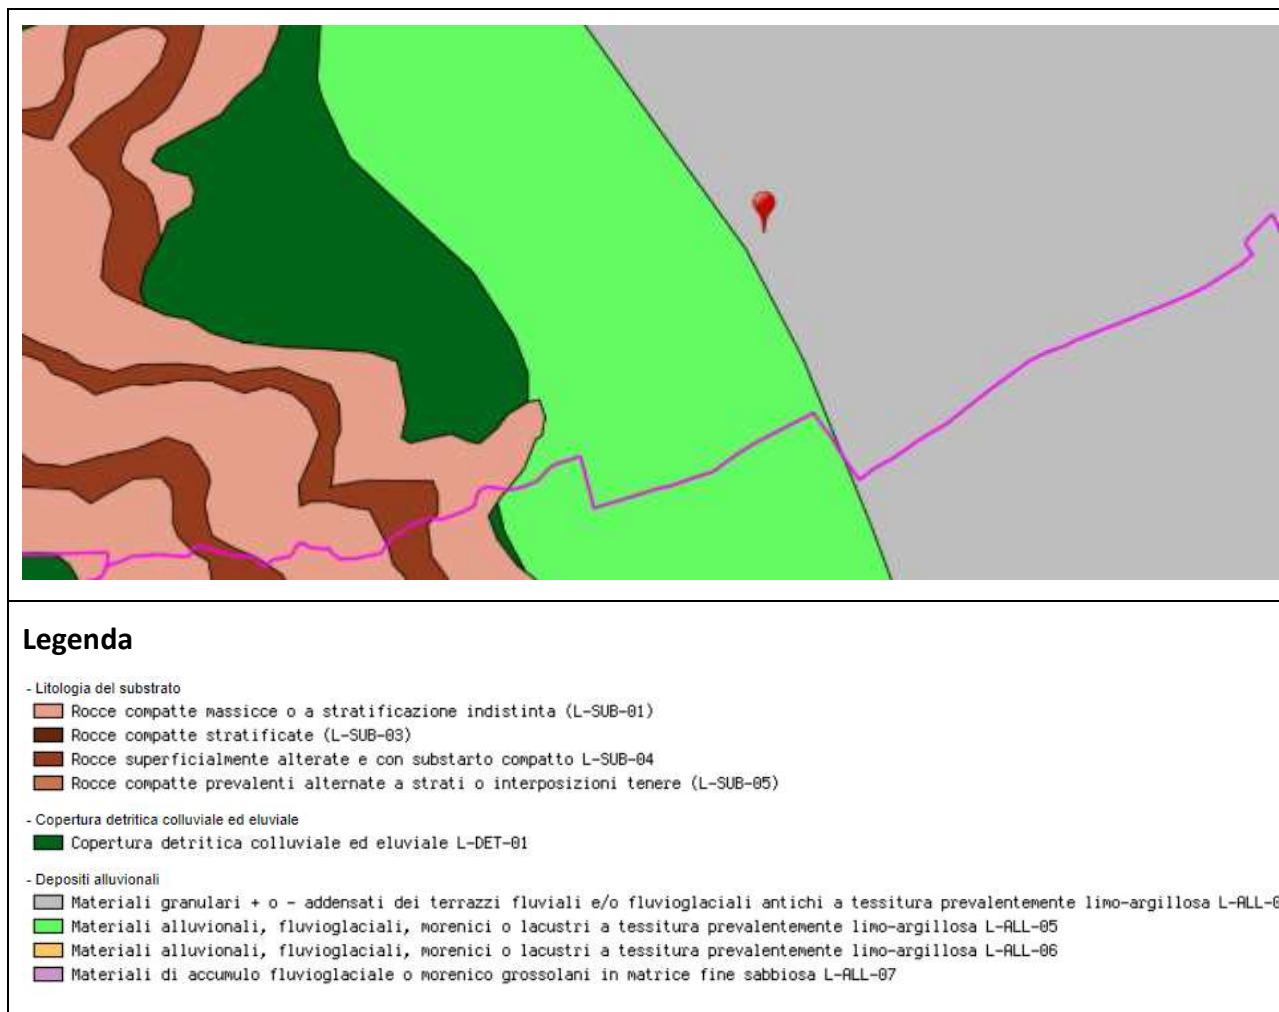 Legenda
- Litologia del substrato
Rocce compatte massicce o a stratificazione indistinta (L-SUB-01)
Rocce compatte stratificate (L-SUB-03)
Rocce superficialmente alterate e con substarto compatto L-SUB-04
Rocce compatte prevalenti alternate a strati o interposizioni tenere (L-SUB-05)
- Copertura detritica colluviale ed eluviale
Copertura detritica colluviale ed eluviale L-DET-01
- Depositi alluvionali
Materiali granulari + o - addensati dei terrazzi fluviali e/o fluvioglaciali antichi a tessitura prevalentemente limo-argillosa
Materiali alluvionali, fluvioglaciali, morenici o lacustri a tessitura prevalentemente limo-argillosa L-ALL-05
Materiali alluvionali, fluvioglaciali, morenici o lacustri a tessitura prevalentemente limo-argillosa L-ALL-06
Materiali di accumulo fluvioglaciale o morenico grossolani in matrice fine sabbiosa L-ALL-07